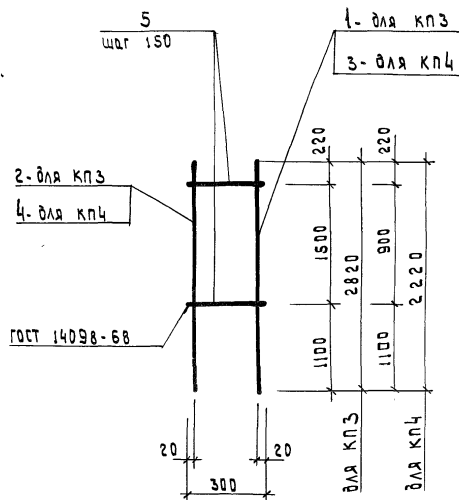 5
шаг 150
1- для КП3
3- для КП4
2- для КП3
4- для КП4
ГОСТ 14098-68
220
1500
1100
2820
для КП3
220
900
1100
2220
для КП4
20
20
300